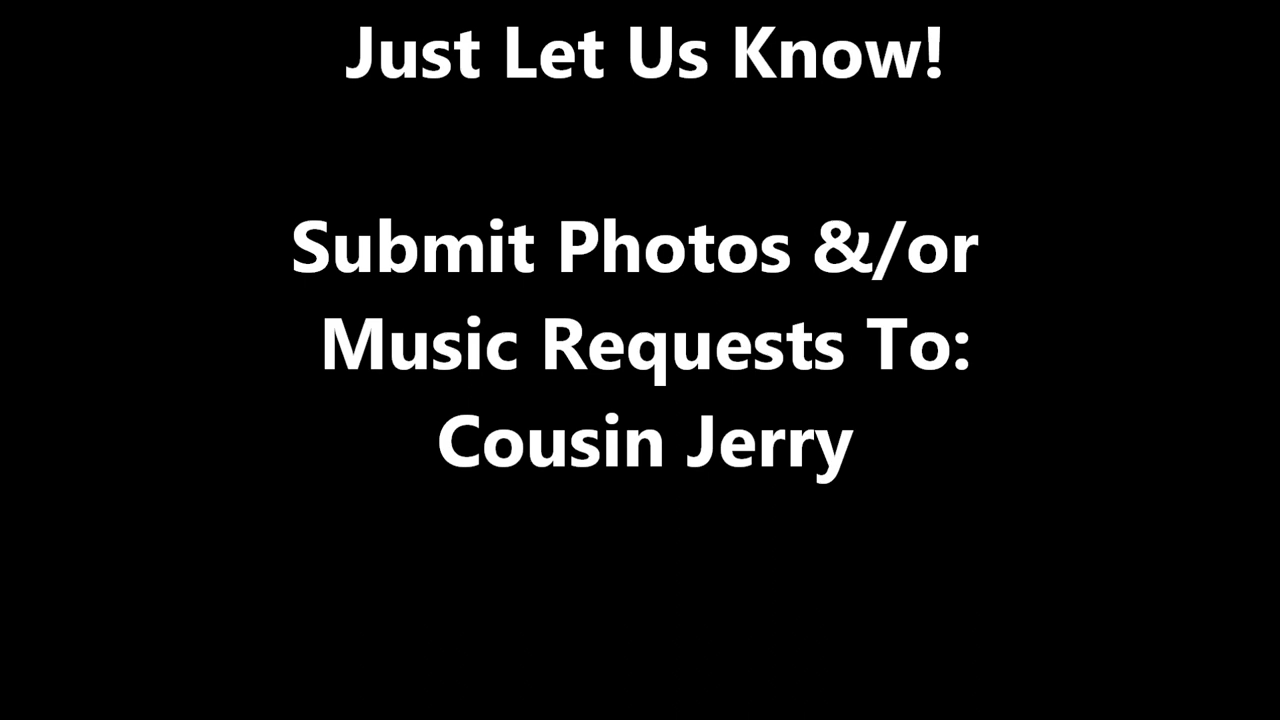 Just Let Us Know!
Submit Photos &/or
Music Requests To:
Cousin Jerry